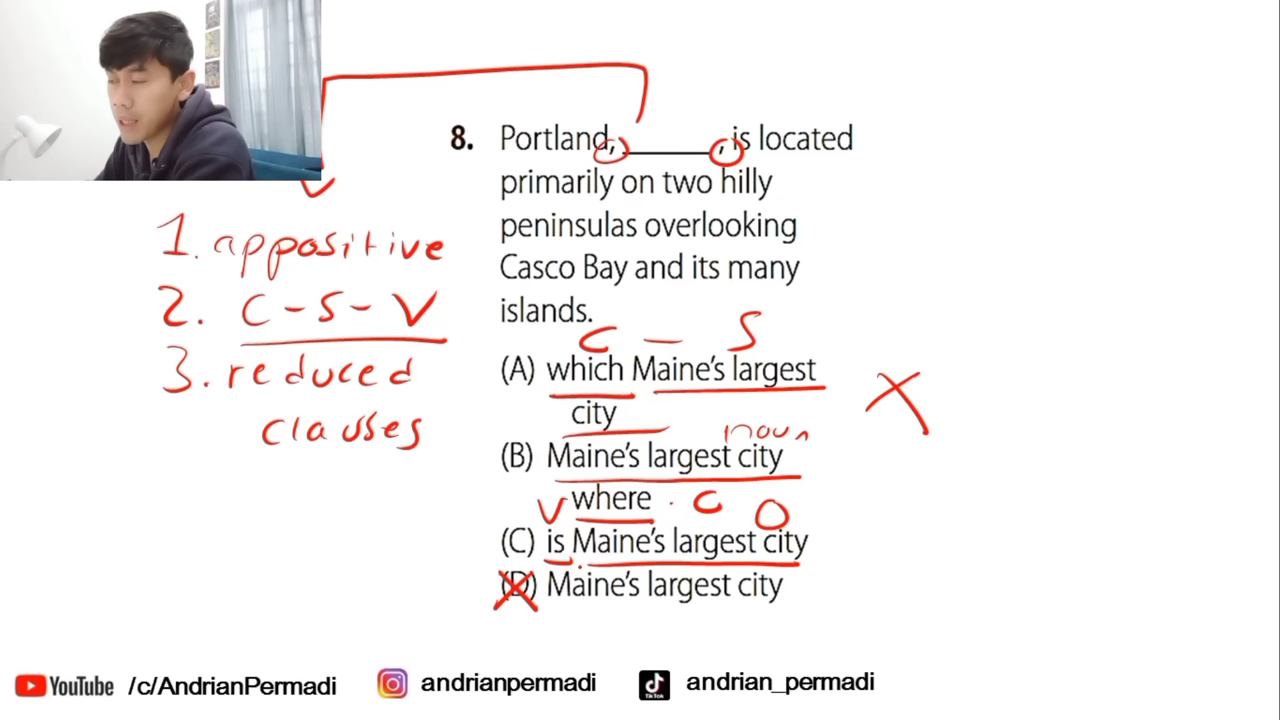 8. Portland, ______, is located
primarily on two hilly
peninsulas overlooking
Casco Bay and its many
islands.
1. appositive
2. C - S - V
3. reduced
clauses
C — S
(A) which Maine's largest
city
noun
(B) Maine's largest city
where C
V O
(C) is Maine's largest city
(D) Maine's largest city
X
YouTube /c/AndrianPermadi
andrianpermadi
TikTok
andrian_permadi